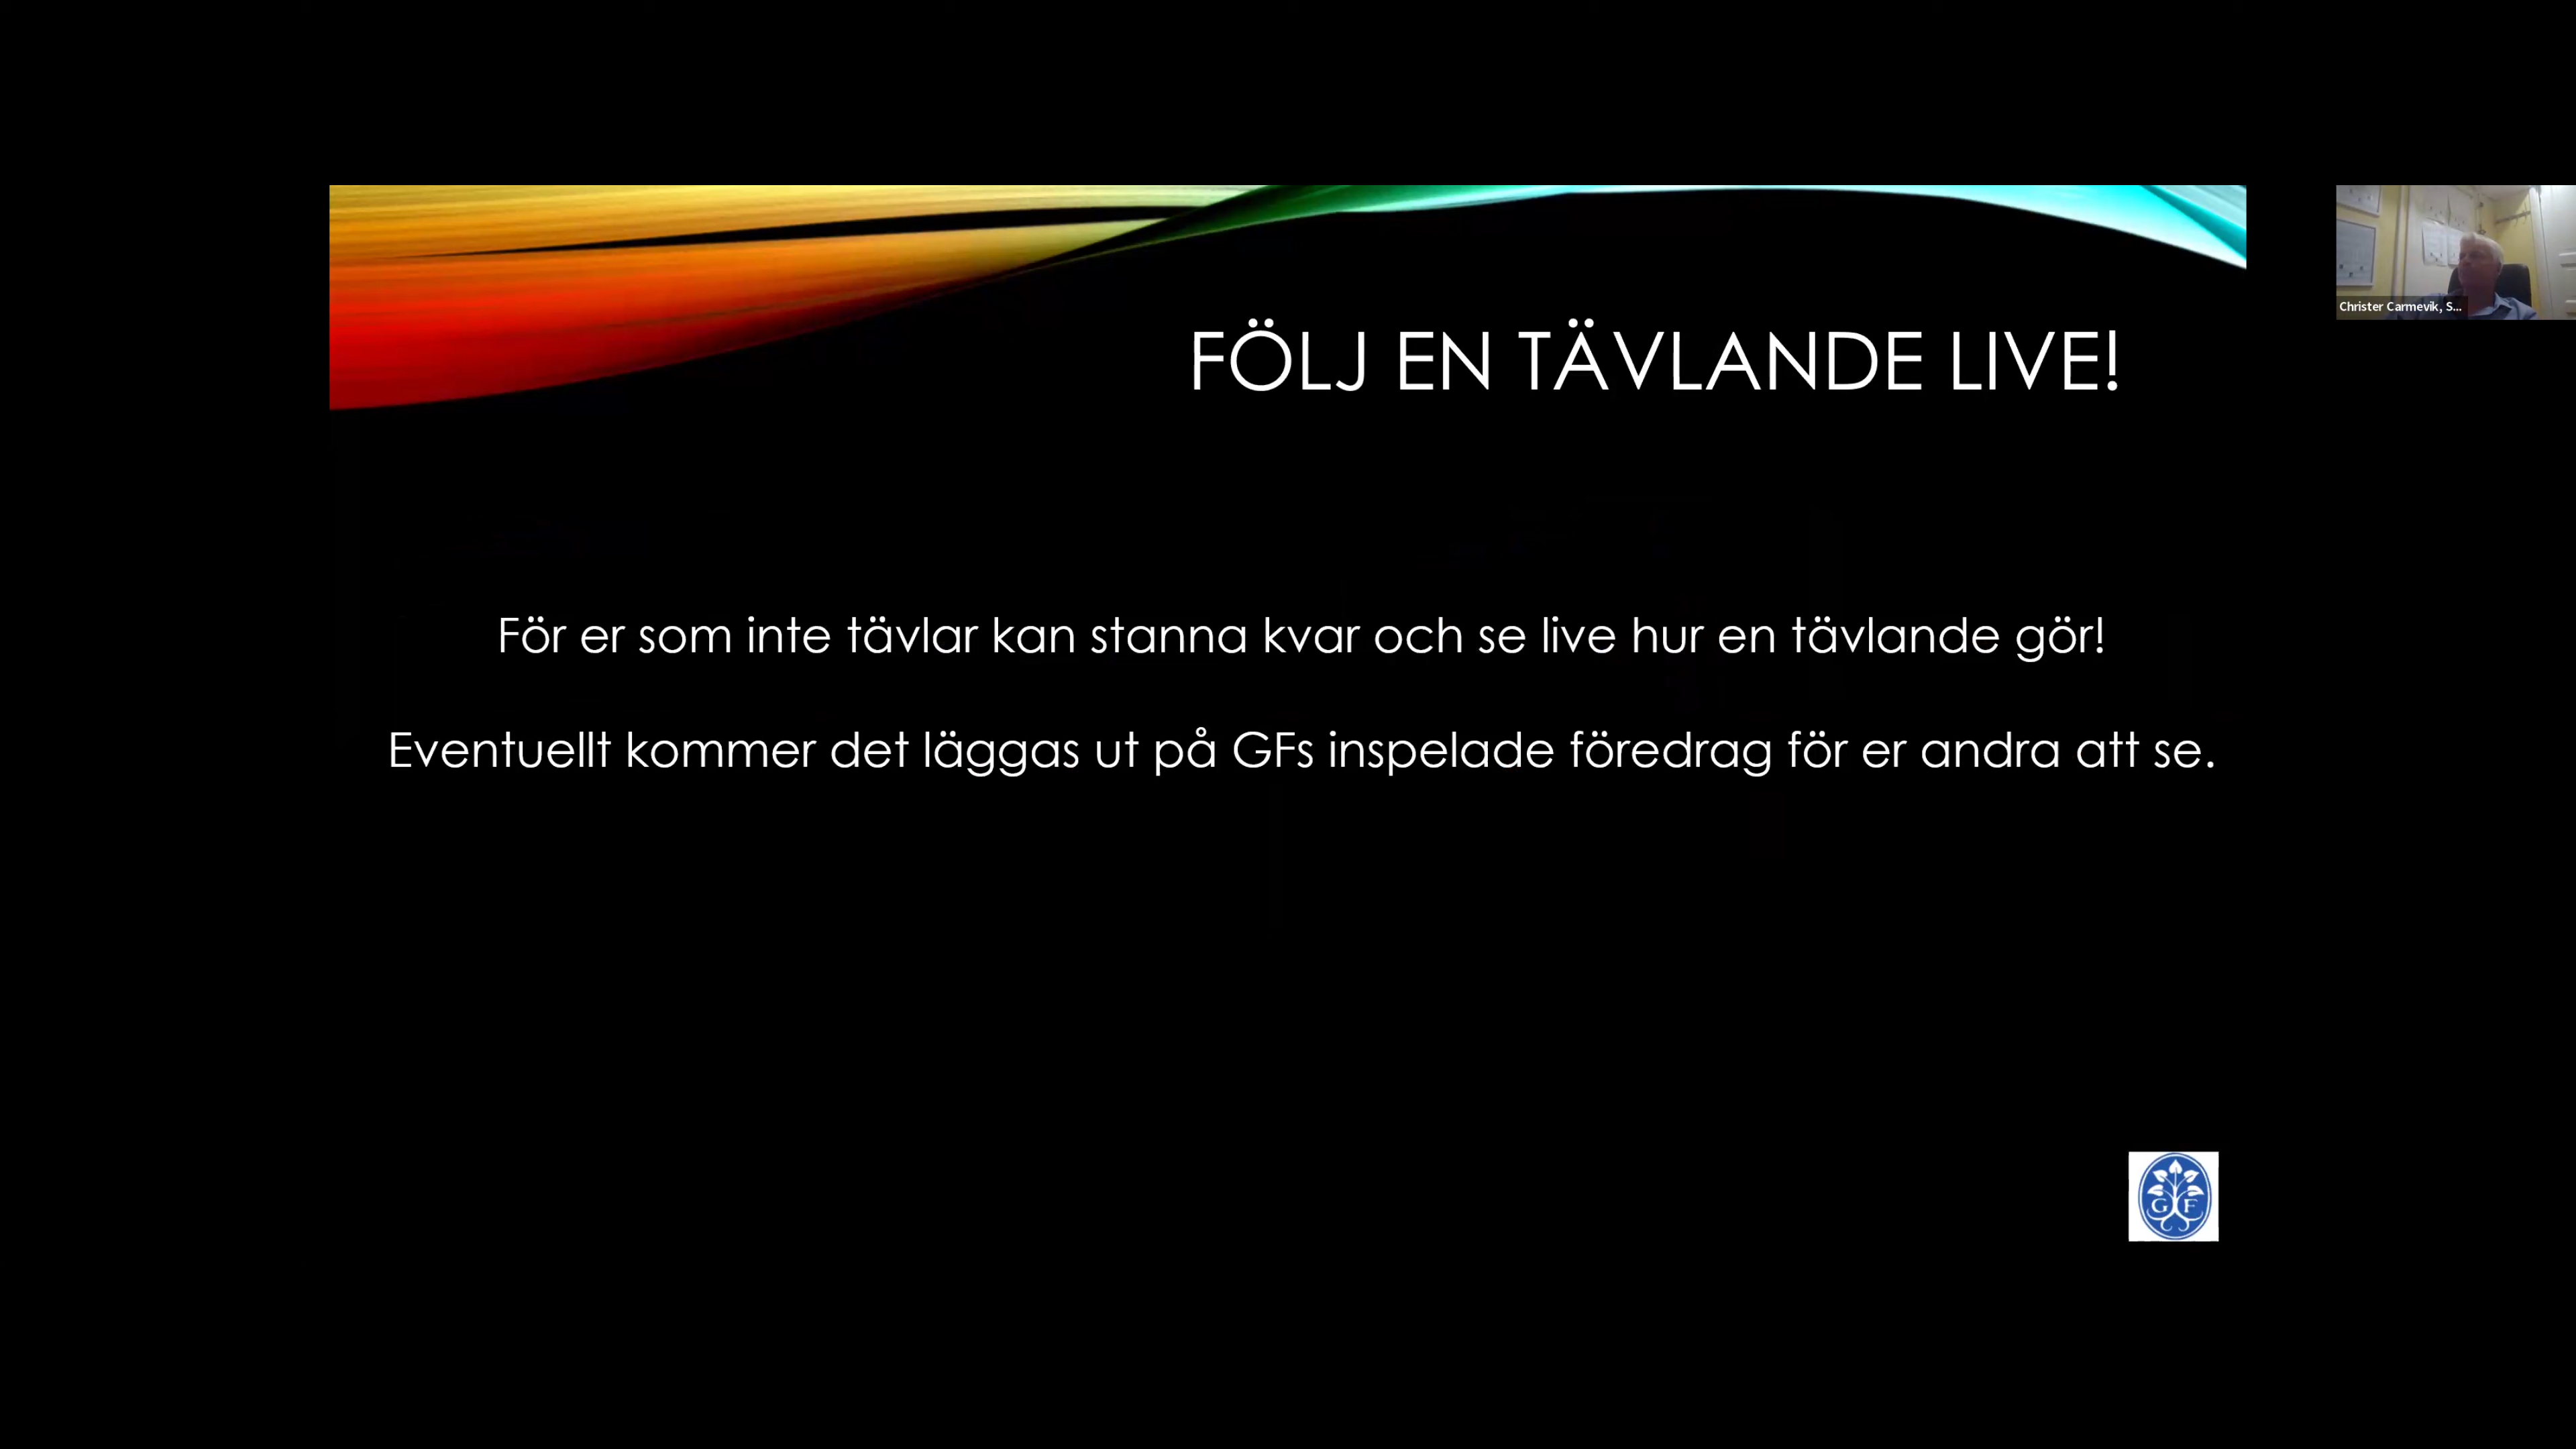 FÖLJ EN TÄVLANDE LIVE!
Christer Carmevik, S...
För er som inte tävlar kan stanna kvar och se live hur en tävlande gör!
Eventuellt kommer det läggas ut på GFs inspelade föredrag för er andra att se.
G F